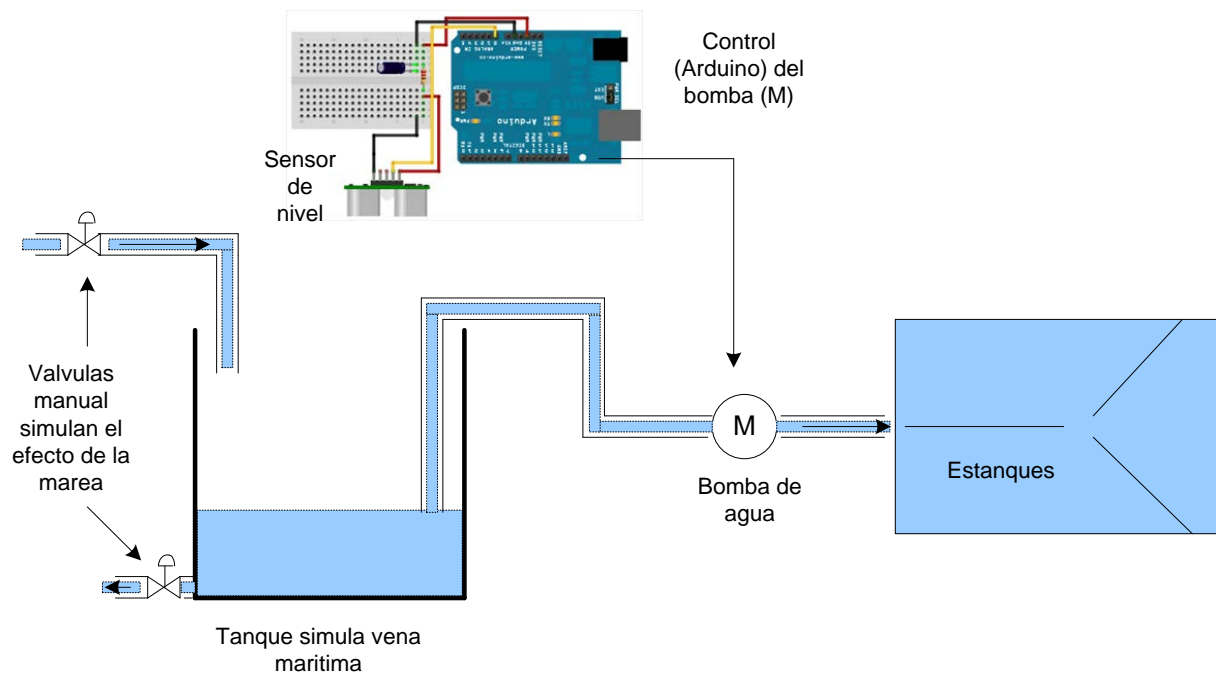 Control
(Arduino) del
bomba (M)
Arduino
Sensor
de
nivel
Valvulas
manual
simulan el
efecto de la
marea
M
Bomba de
agua
Estanques
Tanque simula vena
maritima